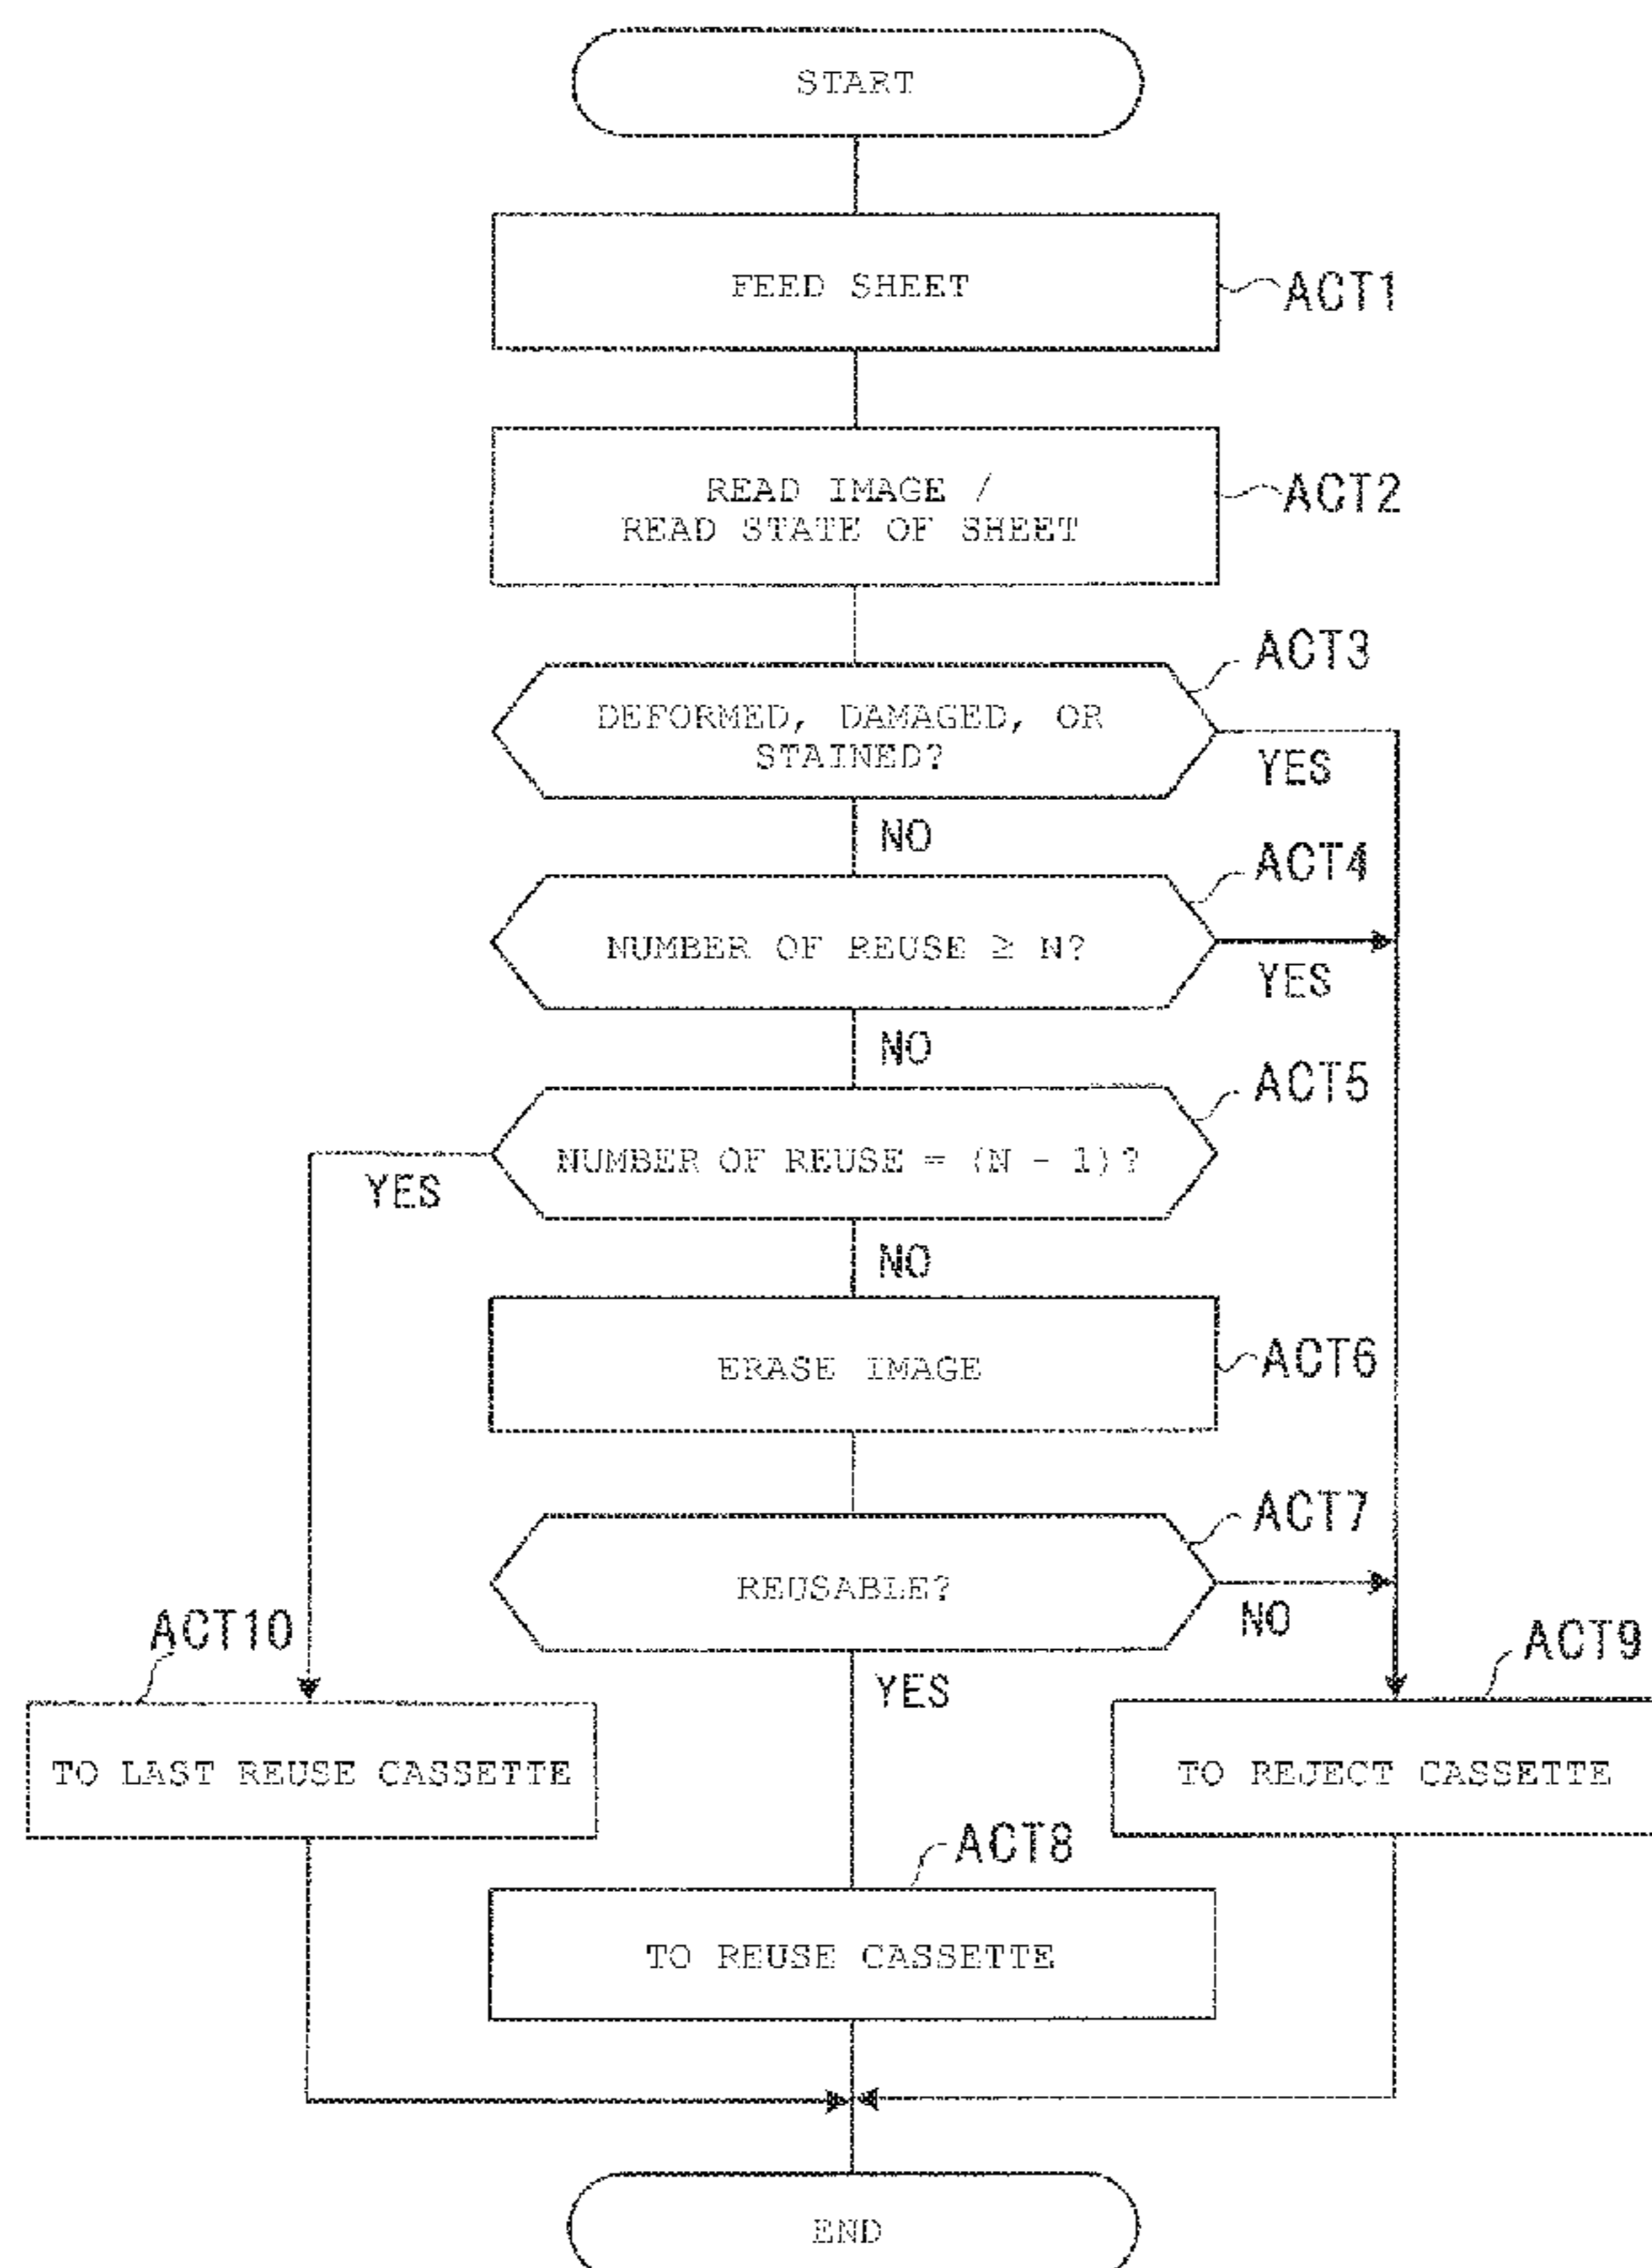 START
FEED SHEET
ACT1
READ IMAGE /
READ STATE OF SHEET
ACT2
ACT3
DEFORMED, DAMAGED, OR
STAINED?
YES
NO
ACT4
NUMBER OF REUSE ≥ N?
YES
NO
ACT5
NUMBER OF REUSE = (N - 1)?
YES
NO
ERASE IMAGE
ACT6
ACT7
REUSABLE?
NO
YES
ACT10
TO LAST REUSE CASSETTE
ACT9
TO REJECT CASSETTE
ACT8
TO REUSE CASSETTE
END